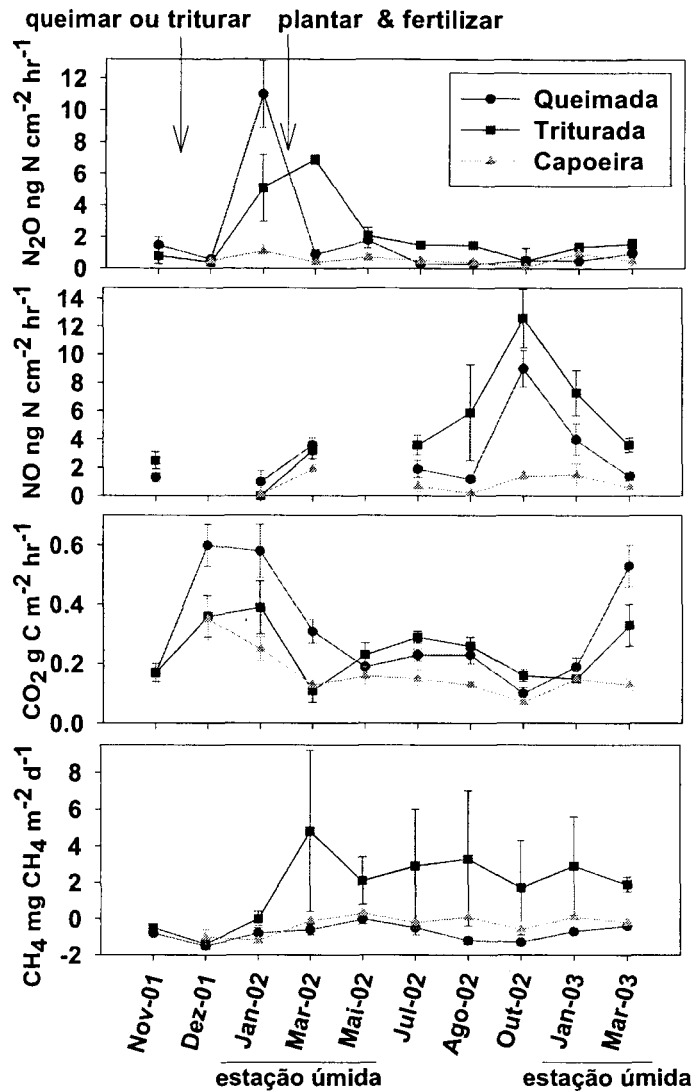 queimar ou triturar plantar & fertilizar
N₂O ng N cm⁻² hr⁻¹
12
10
8
6
4
2
0
Queimada
Triturada
Capoeira
NO ng N cm⁻² hr⁻¹
14
12
10
8
6
4
2
0
CO₂ g C m⁻² hr⁻¹
0.6
0.4
0.2
0.0
CH₄ mg CH₄ m⁻² d⁻¹
8
6
4
2
0
-2
Nov-01
Dez-01
Jan-02
Mar-02
Mai-02
Jul-02
Ago-02
Out-02
Jan-03
Mar-03
estação úmida estação úmida